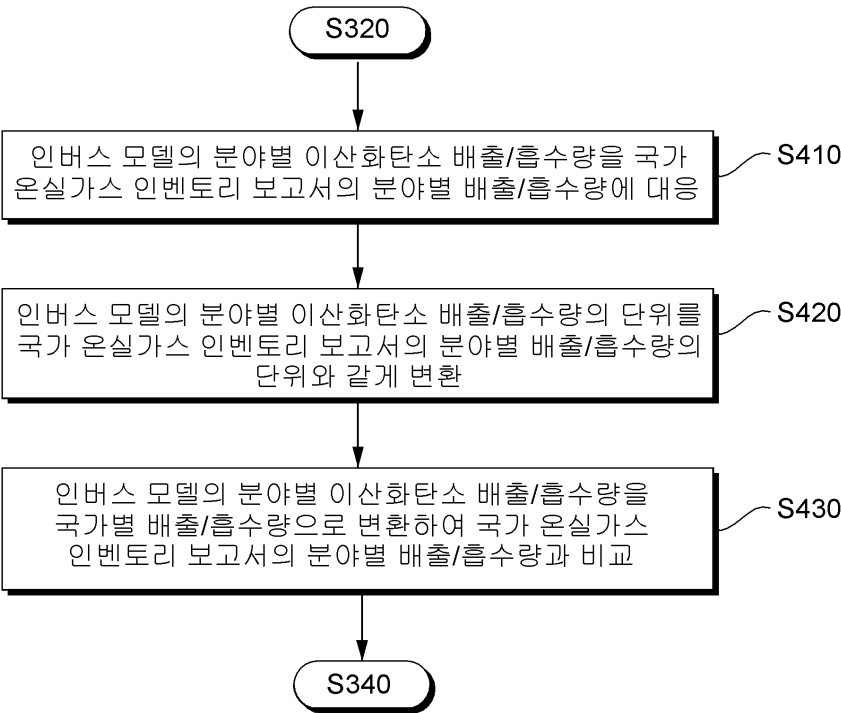 S320
인버스 모델의 분야별 이산화탄소 배출/흡수량을 국가
온실가스 인벤토리 보고서의 분야별 배출/흡수량에 대응
S410
인버스 모델의 분야별 이산화탄소 배출/흡수량의 단위를
국가 온실가스 인벤토리 보고서의 분야별 배출/흡수량의
단위와 같게 변환
S420
인버스 모델의 분야별 이산화탄소 배출/흡수량을
국가별 배출/흡수량으로 변환하여 국가 온실가스
인벤토리 보고서의 분야별 배출/흡수량과 비교
S430
S340